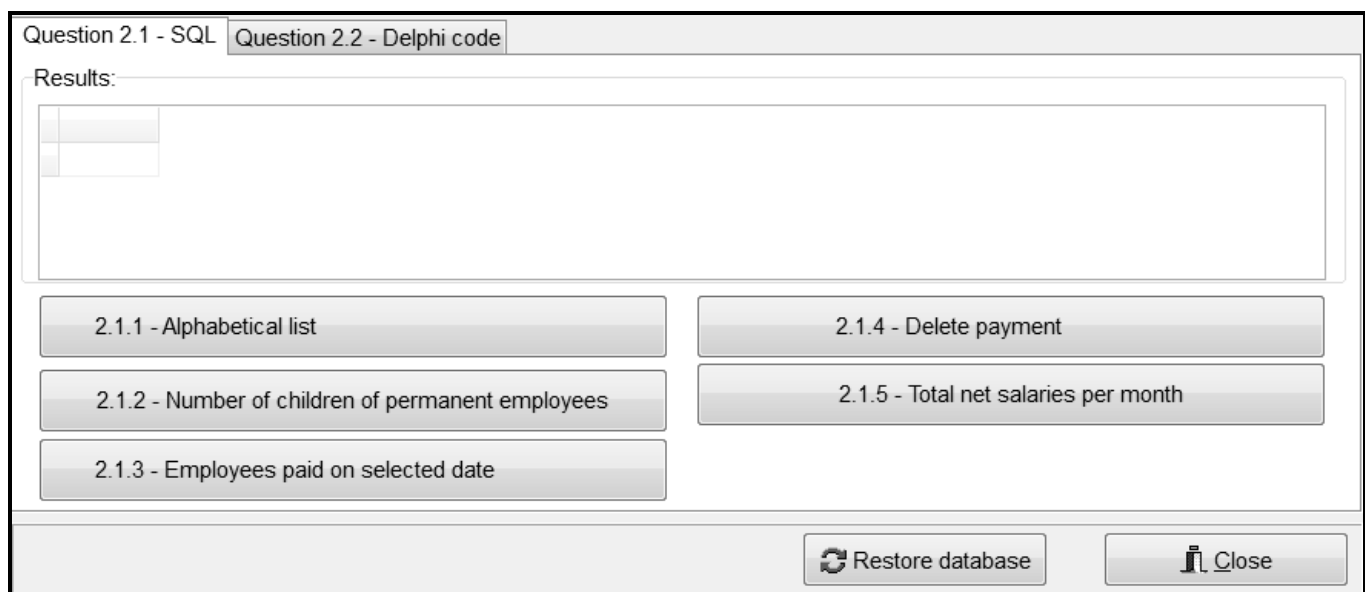 Question 2.1 - SQL
Question 2.2 - Delphi code
Results:
2.1.1 - Alphabetical list
2.1.4 - Delete payment
2.1.2 - Number of children of permanent employees
2.1.5 - Total net salaries per month
2.1.3 - Employees paid on selected date
Restore database
Close